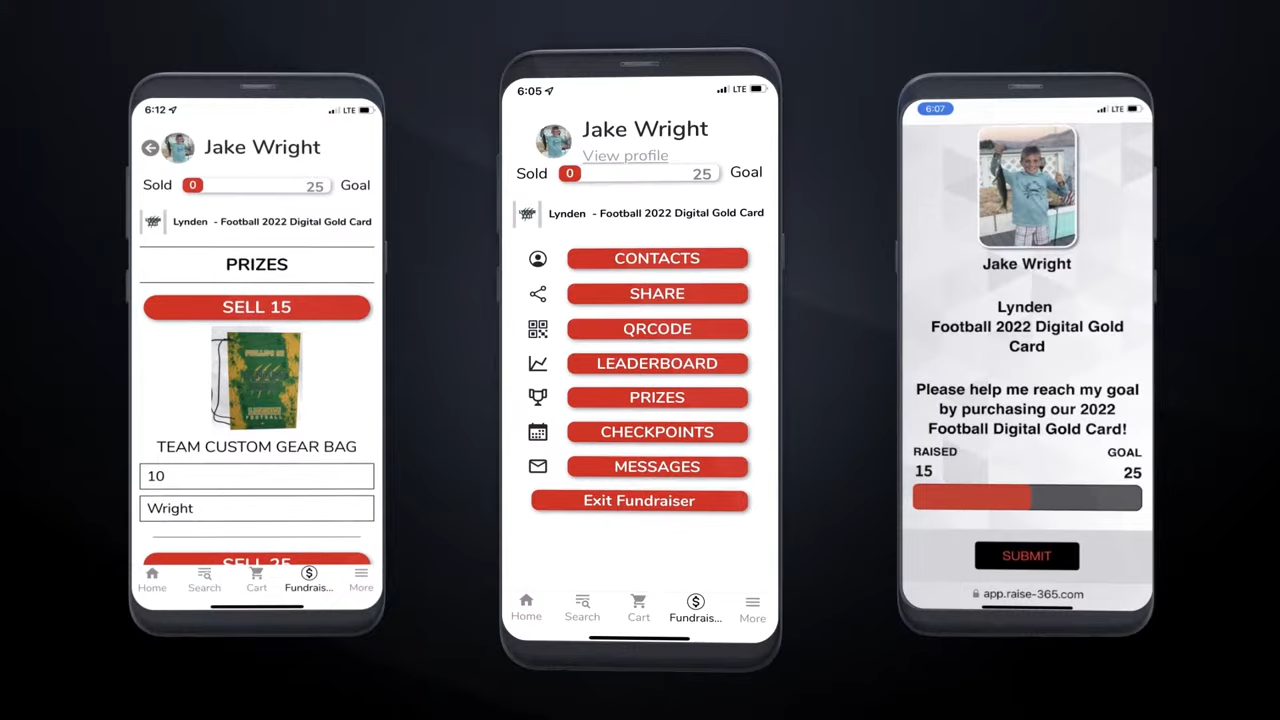 6:12
LTE
Jake Wright
Sold 0 25 Goal
Lynden - Football 2022 Digital Gold Card
PRIZES
SELL 15
TEAM CUSTOM GEAR BAG
10
Wright
SELL 25
Home Search Cart Fundrais... More
6:05
LTE
Jake Wright
View profile
Sold 0 25 Goal
Lynden - Football 2022 Digital Gold Card
CONTACTS
SHARE
QRCODE
LEADERBOARD
PRIZES
CHECKPOINTS
MESSAGES
Exit Fundraiser
Home Search Cart Fundrais... More
6:07
LTE
Jake Wright
Lynden
Football 2022 Digital Gold
Card
Please help me reach my goal
by purchasing our 2022
Football Digital Gold Card!
RAISED GOAL
15 25
SUBMIT
app.raise-365.com